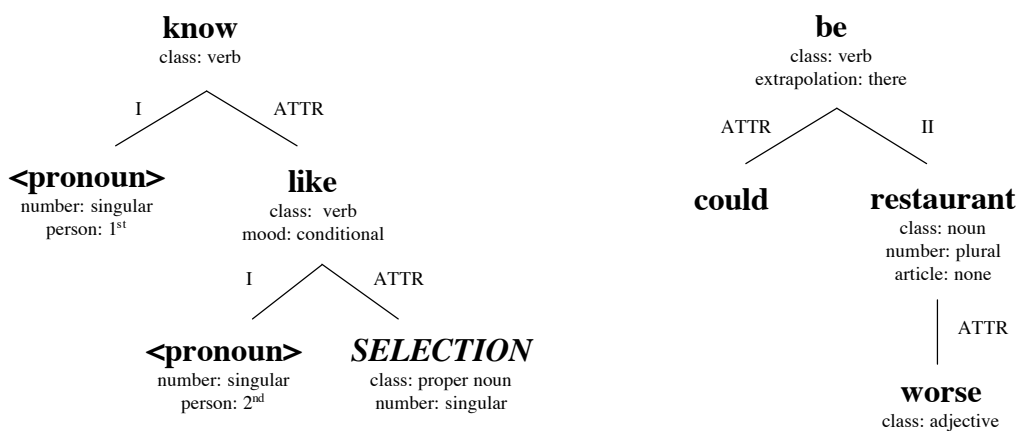 know
class: verb
I
ATTR
<pronoun>
number: singular
person: 1st
like
class: verb
mood: conditional
I
ATTR
<pronoun>
number: singular
person: 2nd
SELECTION
class: proper noun
number: singular
be
class: verb
extrapolation: there
ATTR
II
could
restaurant
class: noun
number: plural
article: none
ATTR
worse
class: adjective